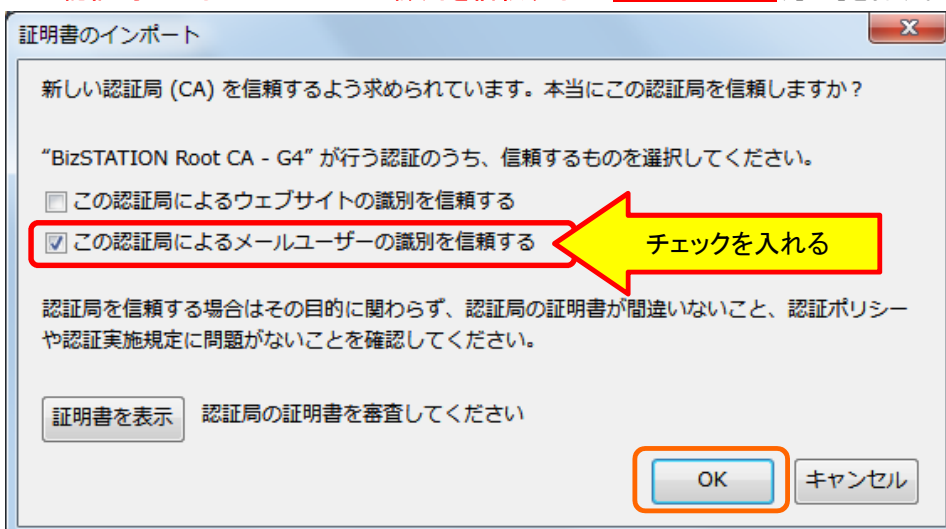 証明書のインポート
新しい認証局 (CA) を信頼するよう求められています。本当にこの認証局を信頼しますか？
“BizSTATION Root CA - G4” が行う認証のうち、信頼するものを選択してください。
この認証局によるウェブサイトの識別を信頼する
この認証局によるメールユーザーの識別を信頼する
チェックを入れる
認証局を信頼する場合はその目的に関わらず、認証局の証明書が間違いないこと、認証ポリシー
や認証実施規定に問題がないことを確認してください。
証明書を表示 認証局の証明書を審査してください
OK キャンセル